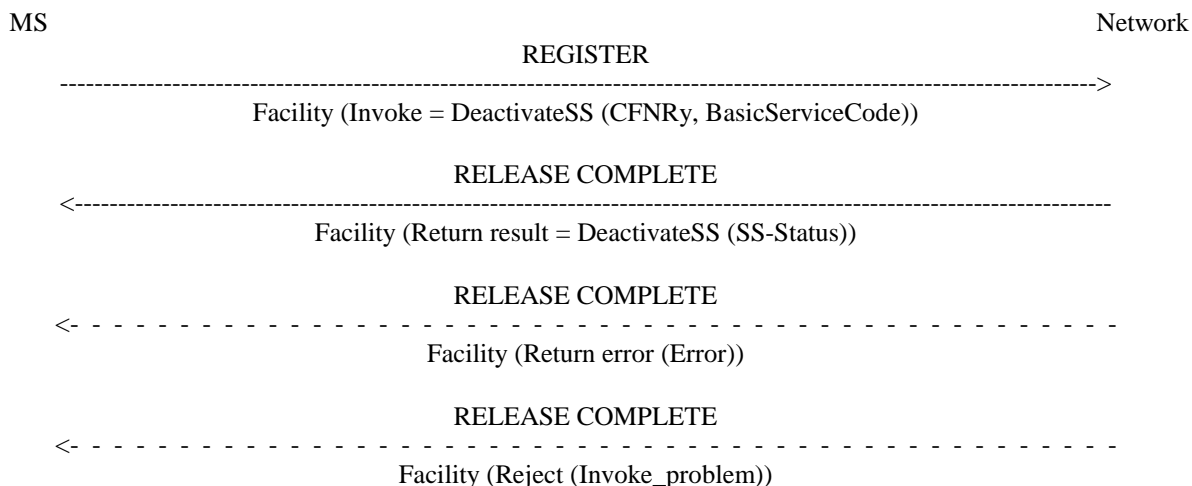 MS Network
REGISTER
Facility (Invoke = DeactivateSS (CFNRy, BasicServiceCode))
RELEASE COMPLETE
Facility (Return result = DeactivateSS (SS-Status))
RELEASE COMPLETE
Facility (Return error (Error))
RELEASE COMPLETE
Facility (Reject (Invoke_problem))